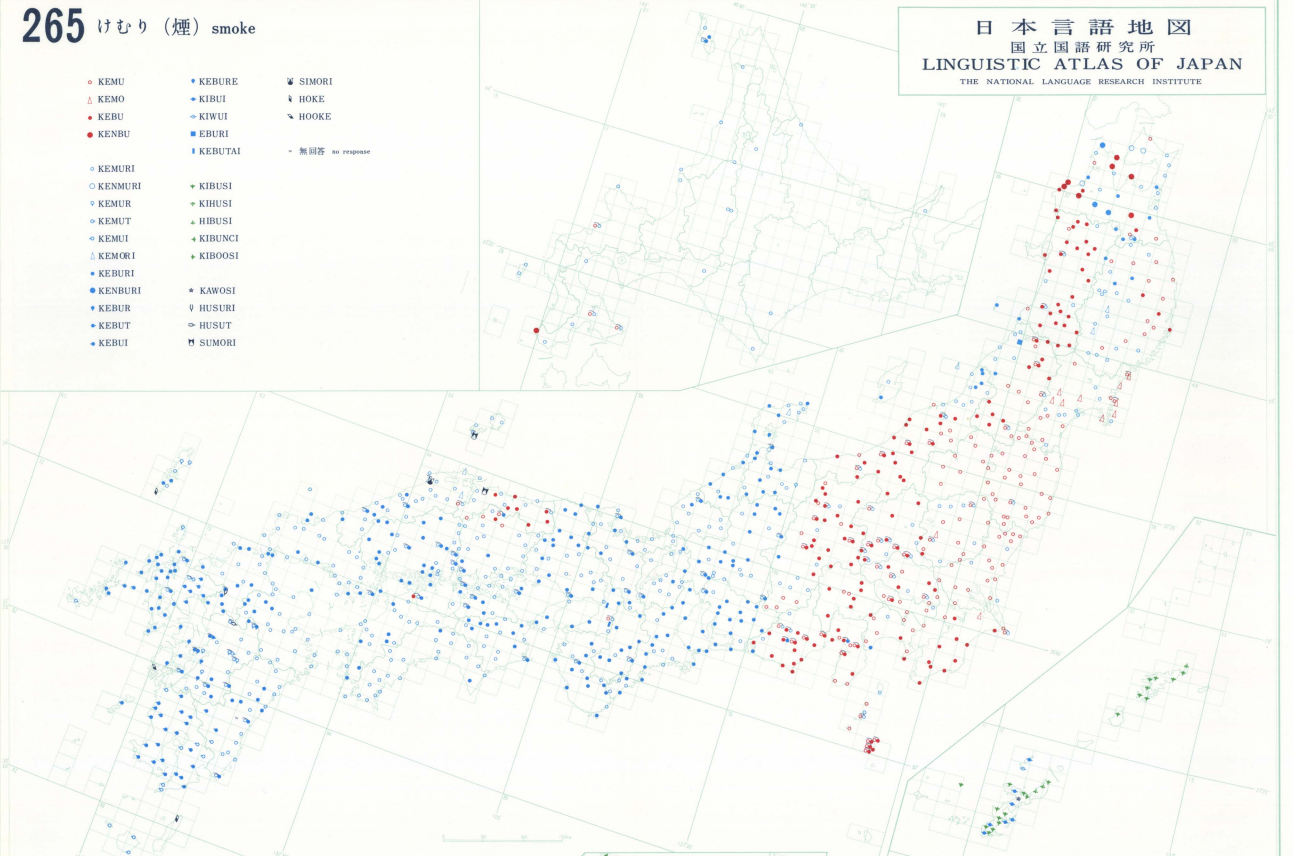 265 けむり (煙) smoke
日本言語地図
国立国語研究所
LINGUISTIC ATLAS OF JAPAN
THE NATIONAL LANGUAGE RESEARCH INSTITUTE
KEMU
KEMO
KEBU
KENBU
KEMURI
KENMURI
KEMUR
KEMUT
KEMUI
KEMORI
KEBURI
KENBURI
KEBUR
KEBUT
KEBUI
KEBURE
KIBUI
KIWUI
EBURI
KEBUTAI
KIBUSI
KIHUSI
HIBUSI
KIBUNCI
KIBOOSI
KAWOSI
HUSURI
HUSUT
SUMORI
SIMORI
HOKE
HOOKE
無回答 no response